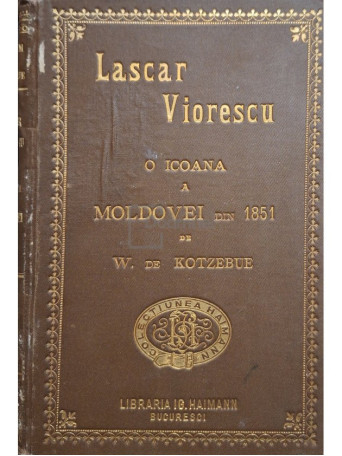 Lascar
Viorescu
O ICOANA
A
MOLDOVEI DIN 1851
DE
W. DE KOTZEBUE
COLECTIUNEA HAIMANN
LIBRARIA IG. HAIMANN
BUCURESCI